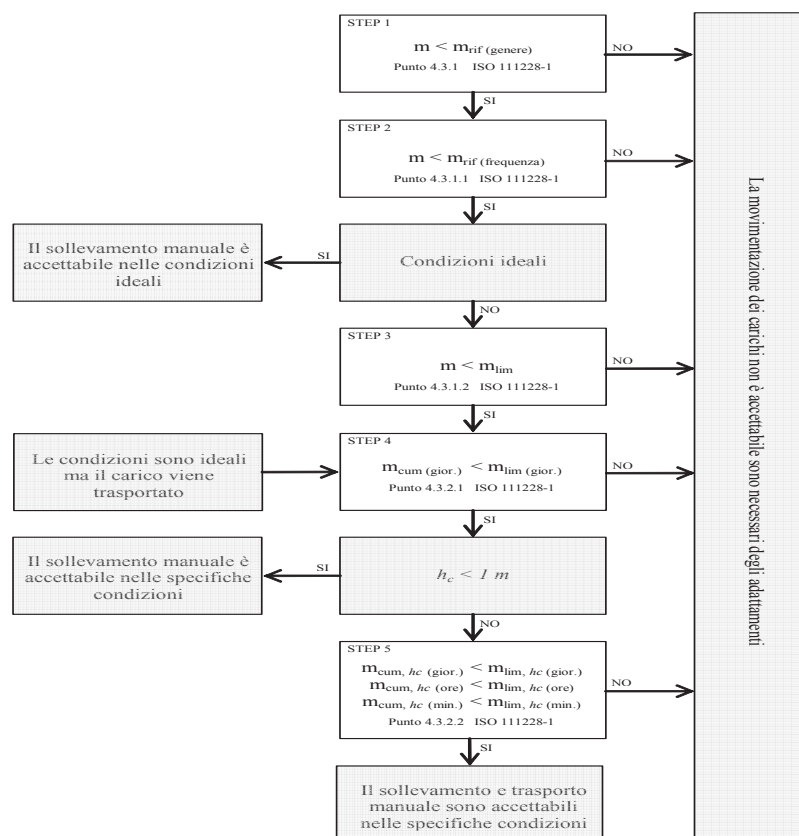 STEP 1
m < mrif (genere)
Punto 4.3.1 ISO 111228-1
NO
SI
STEP 2
m < mrif (frequenza)
Punto 4.3.1.1 ISO 111228-1
NO
SI
Il sollevamento manuale è
accettabile nelle condizioni
ideali
SI
Condizioni ideali
NO
STEP 3
m < mlim
Punto 4.3.1.2 ISO 111228-1
NO
SI
Le condizioni sono ideali
ma il carico viene
trasportato
STEP 4
mcum (gior.) < mlim (gior.)
Punto 4.3.2.1 ISO 111228-1
NO
SI
Il sollevamento manuale è
accettabile nelle specifiche
condizioni
SI
hc < 1 m
NO
STEP 5
mcum, hc (gior.) < mlim, hc (gior.)
mcum, hc (ore) < mlim, hc (ore)
mcum, hc (min.) < mlim, hc (min.)
Punto 4.3.2.2 ISO 111228-1
NO
SI
Il sollevamento e trasporto
manuale sono accettabili
nelle specifiche condizioni
La movimentazione dei carichi non è accettabile sono necessari degli adattamenti